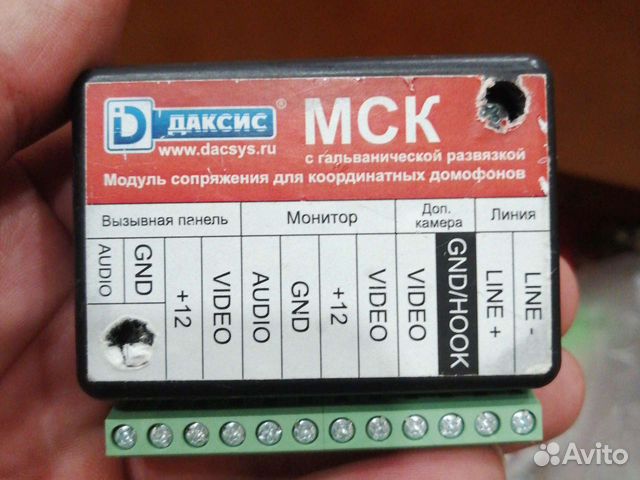 ДАКСИС®
www.dacsys.ru
МСК
с гальванической развязкой
Модуль сопряжения для координатных домофонов
Вызывная панель
Монитор
Доп. камера
Линия
AUDIO
GND
+12
VIDEO
AUDIO
GND
+12
VIDEO
VIDEO
GND/HOOK
LINE +
LINE -
Avito